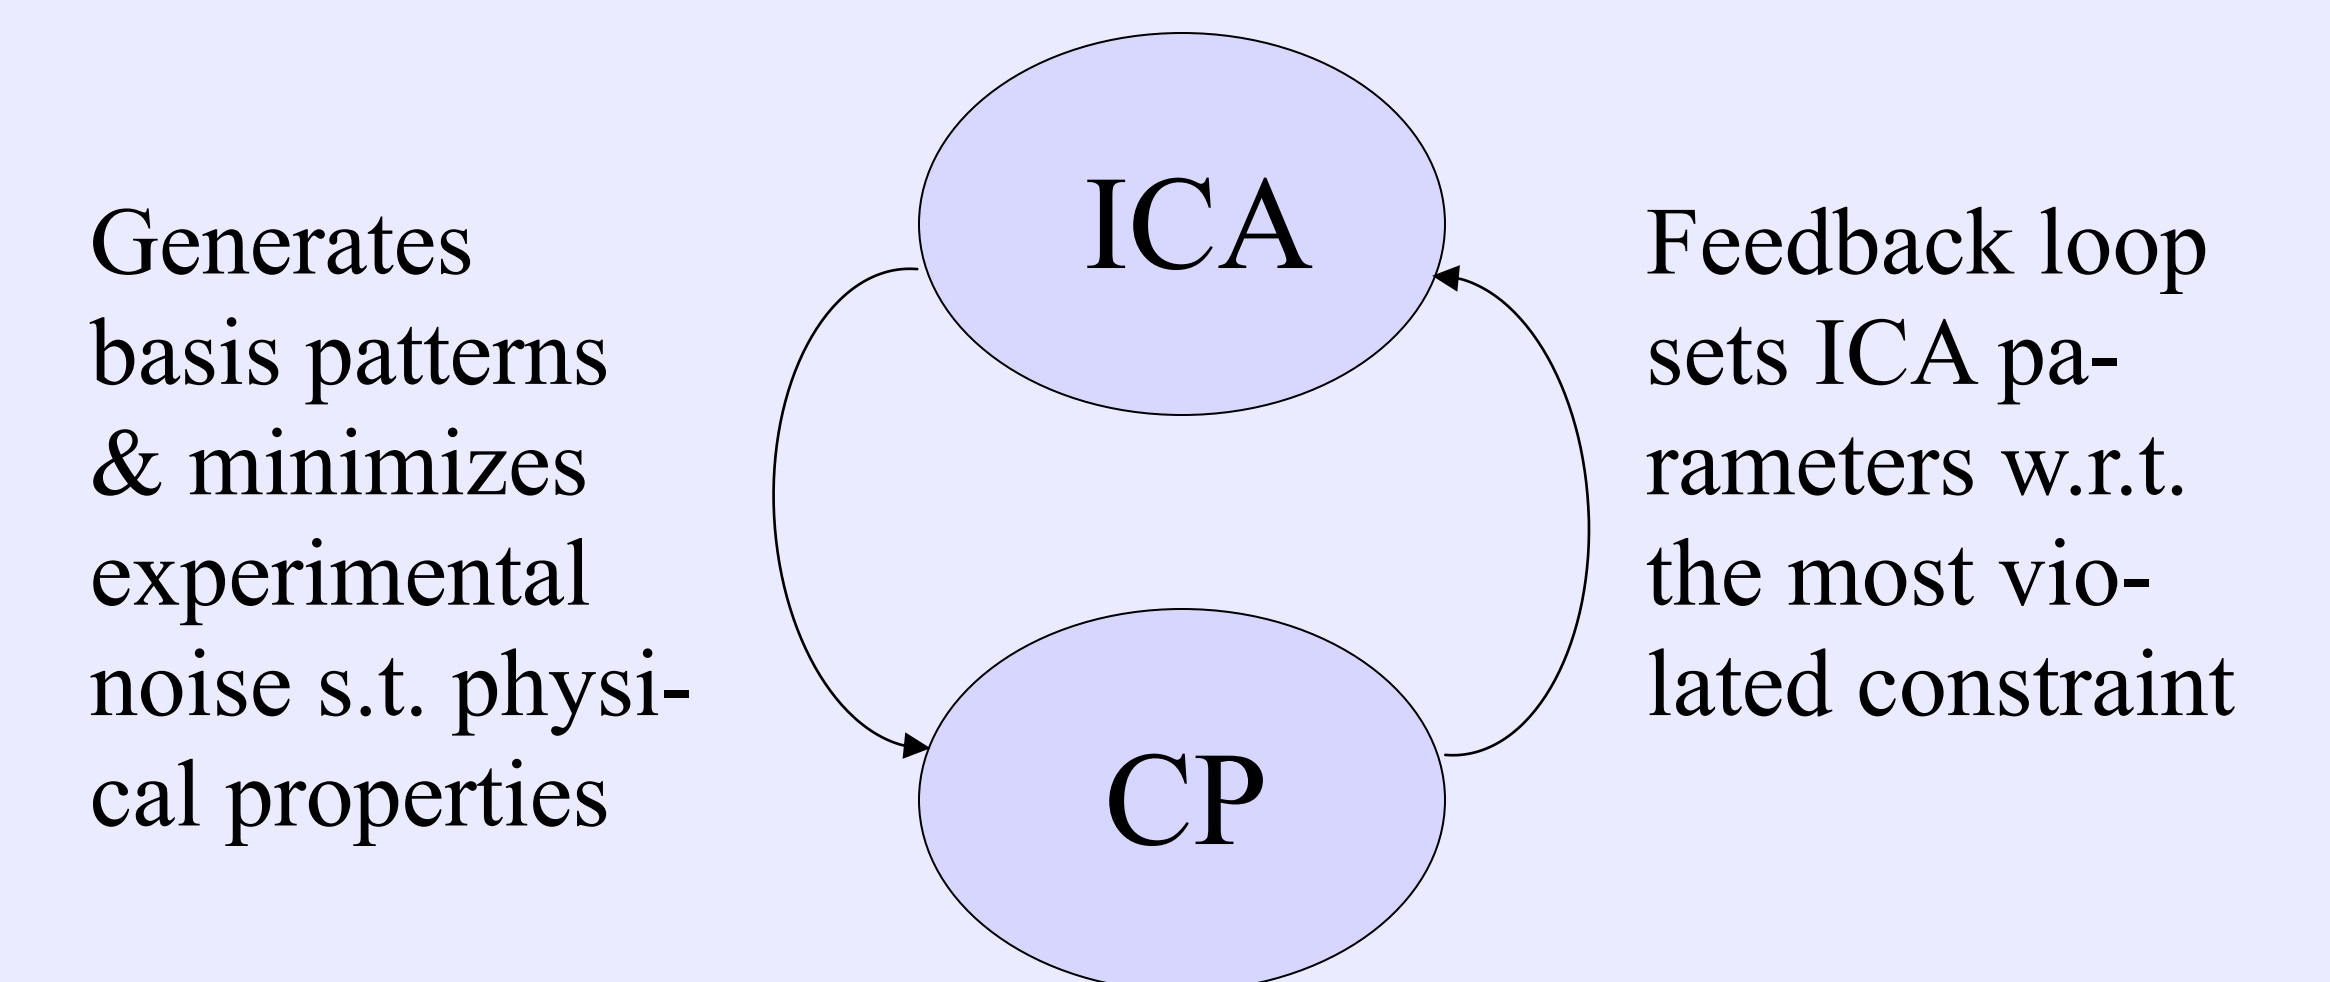 ICA
Generates
basis patterns
& minimizes
experimental
noise s.t. physi-
cal properties
Feedback loop
sets ICA pa-
rameters w.r.t.
the most vio-
lated constraint
CP